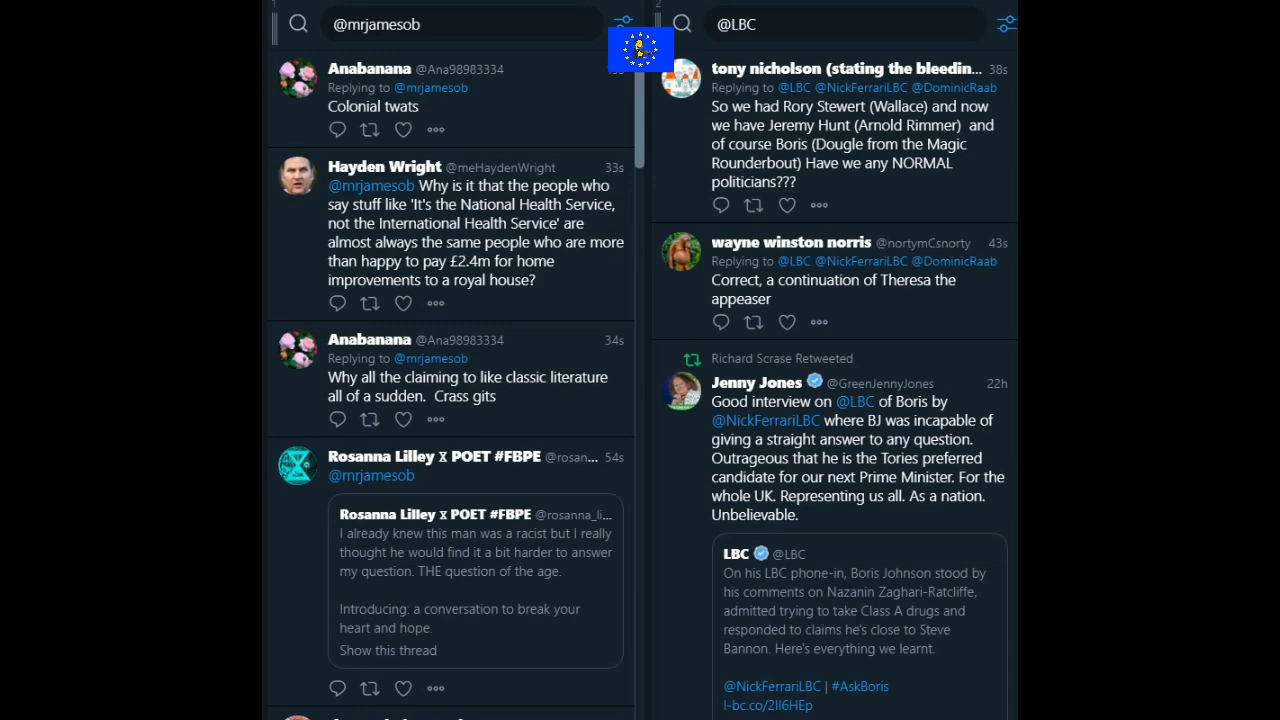 1
@mrjamesob
Anabanana @Ana98983334
Replying to @mrjamesob
Colonial twats
Hayden Wright @meHaydenWright 33s
@mrjamesob Why is it that the people who
say stuff like 'It's the National Health Service,
not the International Health Service' are
almost always the same people who are more
than happy to pay £2.4m for home
improvements to a royal house?
Anabanana @Ana98983334 34s
Replying to @mrjamesob
Why all the claiming to like classic literature
all of a sudden. Crass gits
Rosanna Lilley ⴵ POET #FBPE @rosan... 54s
@mrjamesob
Rosanna Lilley ⴵ POET #FBPE @rosanna_li...
I already knew this man was a racist but I really
thought he would find it a bit harder to answer
my question. THE question of the age.
Introducing: a conversation to break your
heart and hope.
Show this thread
2
@LBC
tony nicholson (stating the bleedin... 38s
Replying to @LBC @NickFerrariLBC @DominicRaab
So we had Rory Stewert (Wallace) and now
we have Jeremy Hunt (Arnold Rimmer) and
of course Boris (Dougle from the Magic
Rounderbout) Have we any NORMAL
politicians???
wayne winston norris @nortymCsnorty 43s
Replying to @LBC @NickFerrariLBC @DominicRaab
Correct, a continuation of Theresa the
appeaser
Richard Scrase Retweeted
Jenny Jones @GreenJennyJones 22h
Good interview on @LBC of Boris by
@NickFerrariLBC where BJ was incapable of
giving a straight answer to any question.
Outrageous that he is the Tories preferred
candidate for our next Prime Minister. For the
whole UK. Representing us all. As a nation.
Unbelievable.
LBC @LBC
On his LBC phone-in, Boris Johnson stood by
his comments on Nazanin Zaghari-Ratcliffe,
admitted trying to take Class A drugs and
responded to claims he's close to Steve
Bannon. Here's everything we learnt.
@NickFerrariLBC | #AskBoris
l-bc.co/2Il6HEp